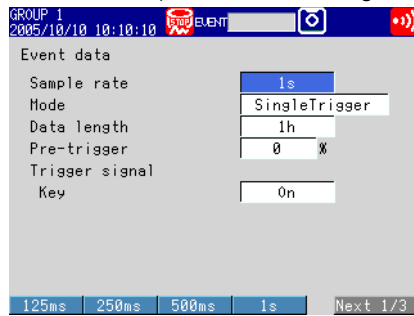 GROUP 1
2005/10/10 10:10:10 STOP EVENT
Event data
Sample rate 1s
Mode SingleTrigger
Data length 1h
Pre-trigger 0 %
Trigger signal
Key On
125ms 250ms 500ms 1s Next 1/3